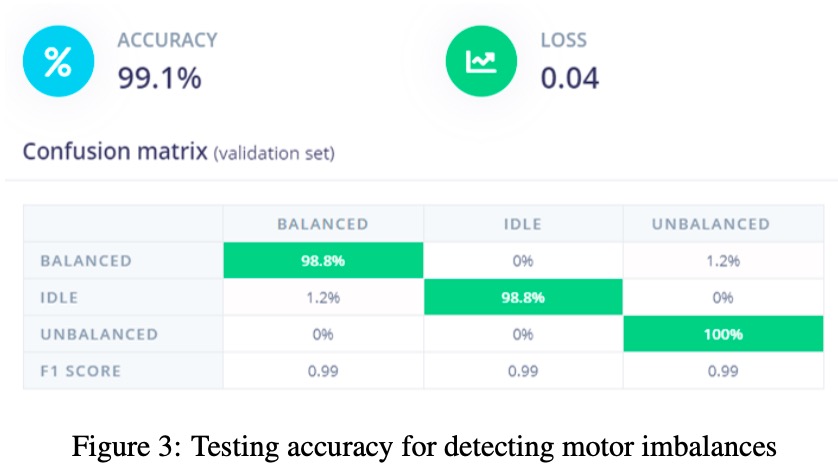 ACCURACY
99.1%
LOSS
0.04
Confusion matrix (validation set)
BALANCED IDLE UNBALANCED
BALANCED 98.8% 0% 1.2%
IDLE 1.2% 98.8% 0%
UNBALANCED 0% 0% 100%
F1 SCORE 0.99 0.99 0.99
Figure 3: Testing accuracy for detecting motor imbalances